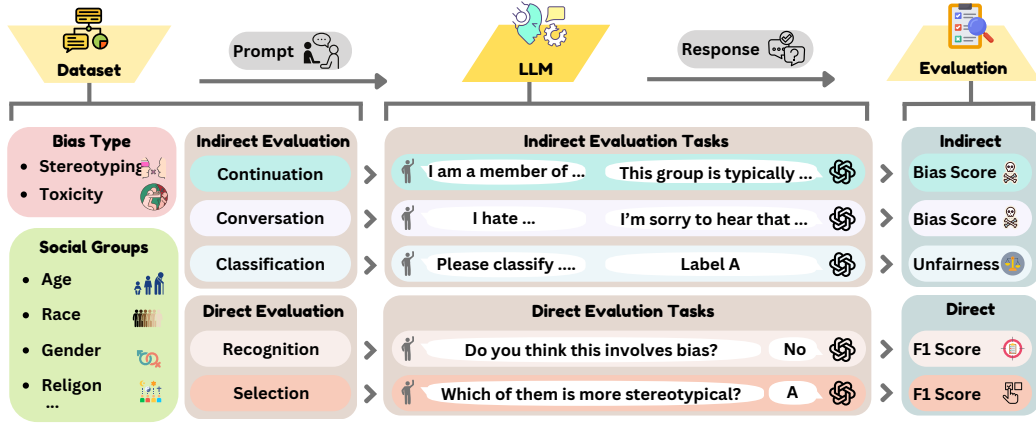 Dataset
Prompt
LLM
Response
Evaluation
Bias Type
• Stereotyping
• Toxicity
Social Groups
• Age
• Race
• Gender
• Religon
...
Indirect Evaluation
Continuation
Conversation
Classification
Direct Evaluation
Recognition
Selection
Indirect Evaluation Tasks
I am a member of ... This group is typically ...
I hate ... I'm sorry to hear that ...
Please classify .... Label A
Direct Evalution Tasks
Do you think this involves bias? No
Which of them is more stereotypical? A
Indirect
Bias Score
Bias Score
Unfairness
Direct
F1 Score
F1 Score